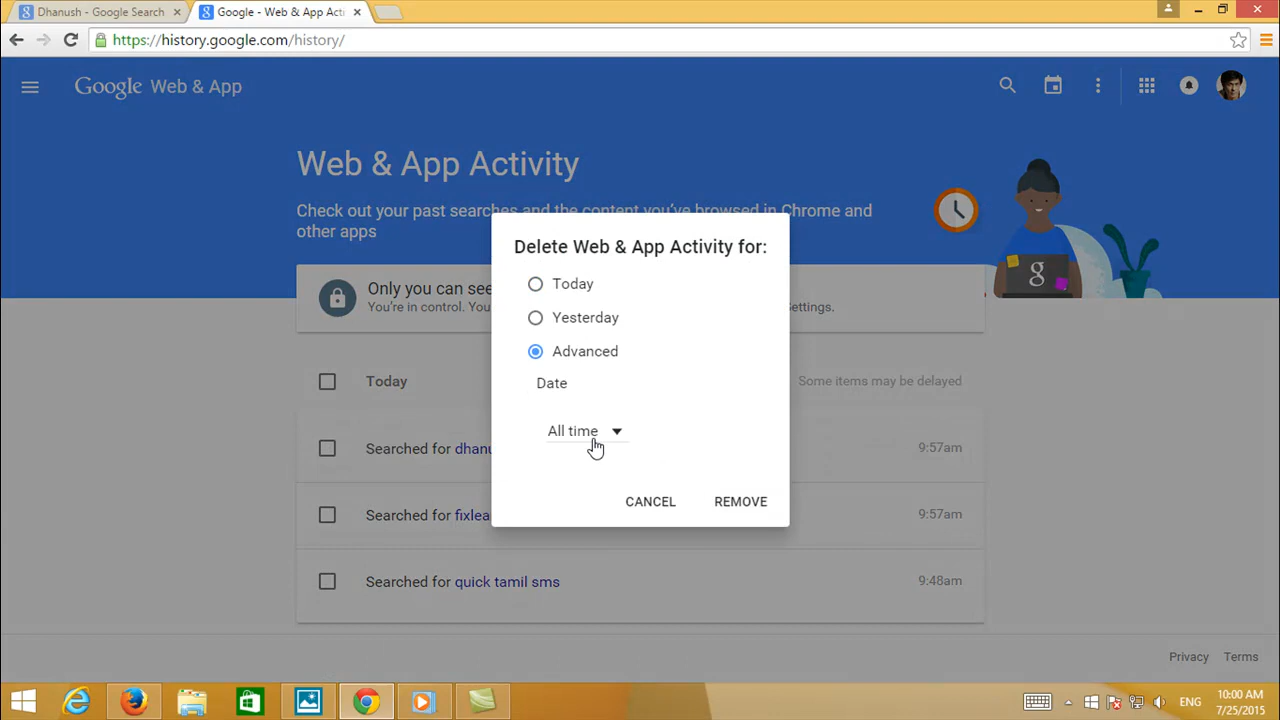 Dhanush - Google Search
Google - Web & App Acti
https://history.google.com/history/
Google Web & App
Web & App Activity
Check out your past searches and the content you've browsed in Chrome and
other apps
Only you can see
You're in control. You
Settings.
Delete Web & App Activity for:
Today
Yesterday
Advanced
Date
All time
CANCEL
REMOVE
Today
Some items may be delayed
Searched for dhanu
9:57am
Searched for fixlea
9:57am
Searched for quick tamil sms
9:48am
Privacy
Terms
ENG
10:00 AM
7/25/2015